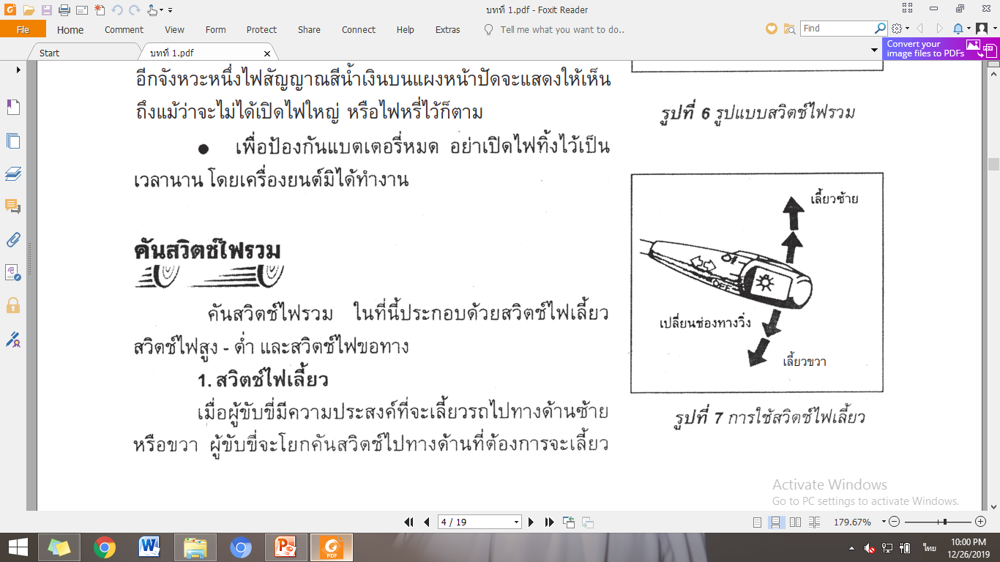 บทที่ 1.pdf - Foxit Reader
File Home Comment View Form Protect Share Connect Help Extras Tell me what you want to do.. Find
Start บทที่ 1.pdf
Convert your
image files to PDFs
PDF
อีกจังหวะหนึ่งไฟสัญญาณสีน้ำเงินบนแผงหน้าปัดจะแสดงให้เห็น
ถึงแม้ว่าจะไม่ได้เปิดไฟใหญ่ หรือไฟหรี่ไว้ก็ตาม
● เพื่อป้องกันแบตเตอรี่หมด อย่าเปิดไฟทิ้งไว้เป็น
เวลานาน โดยเครื่องยนต์มิได้ทำงาน
คันสวิตช์ไฟรวม
คันสวิตช์ไฟรวม ในที่นี้ประกอบด้วยสวิตช์ไฟเลี้ยว
สวิตช์ไฟสูง - ต่ำ และสวิตช์ไฟขอทาง
1. สวิตช์ไฟเลี้ยว
เมื่อผู้ขับขี่มีความประสงค์ที่จะเลี้ยวรถไปทางด้านซ้าย
หรือขวา ผู้ขับขี่จะโยกคันสวิตช์ไปทางด้านที่ต้องการจะเลี้ยว
รูปที่ 6 รูปแบบสวิตช์ไฟรวม
เลี้ยวซ้าย
OFF
เปลี่ยนช่องทางวิ่ง
เลี้ยวขวา
รูปที่ 7 การใช้สวิตช์ไฟเลี้ยว
Activate Windows
Go to PC settings to activate Windows.
4 / 19
179.67%
PDF
ไทย
10:00 PM
12/26/2019